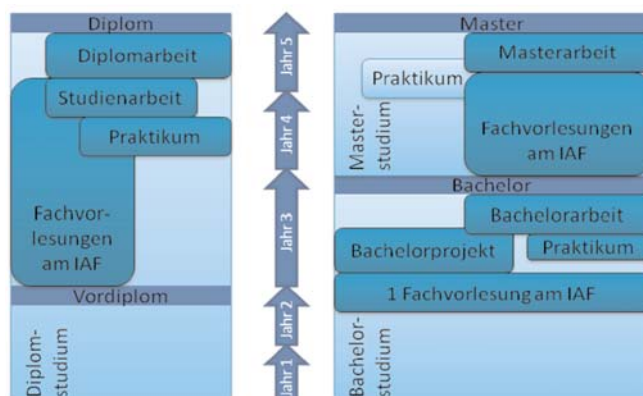 Diplom
Diplomarbeit
Studienarbeit
Praktikum
Fachvor-
lesungen
am IAF
Vordiplom
Diplom-
studium
Jahr 5
Jahr 4
Jahr 3
Jahr 2
Jahr 1
Master
Masterarbeit
Praktikum
Fachvorlesungen
am IAF
Master-
studium
Bachelor
Bachelorarbeit
Bachelorprojekt
Praktikum
1 Fachvorlesung am IAF
Bachelor-
studium